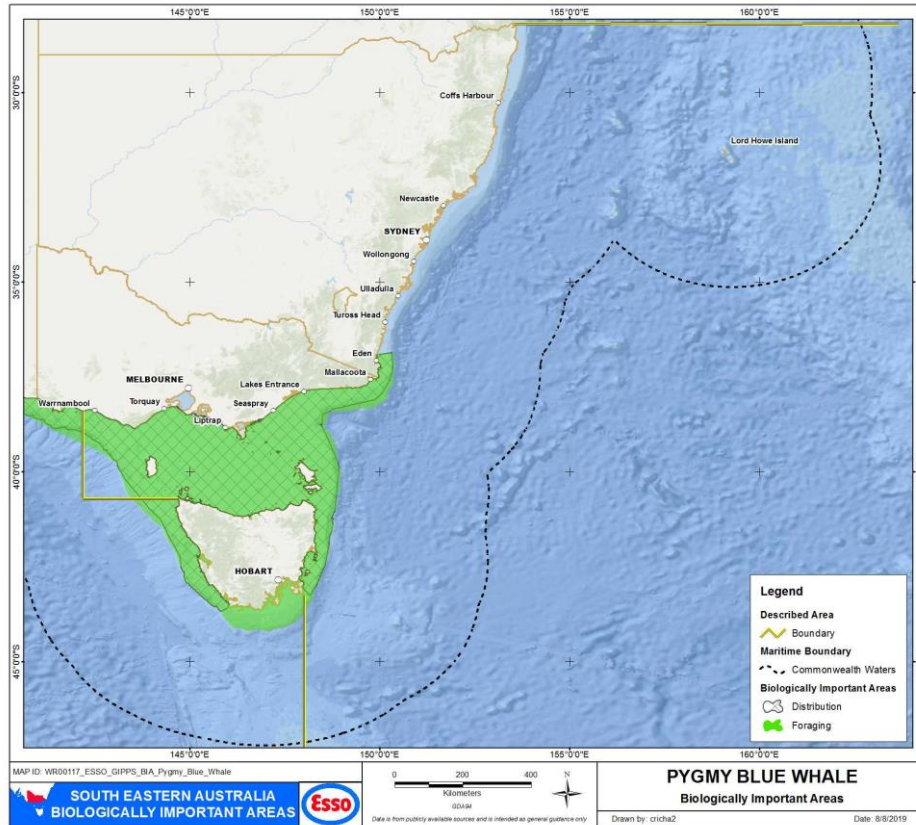 145°0'0"E
150°0'0"E
155°0'0"E
160°0'0"E
30°0'0"S
35°0'0"S
40°0'0"S
45°0'0"S
Coffs Harbour
Lord Howe Island
Newcastle
SYDNEY
Wollongong
Ulladulla
Tuross Head
Eden
Mallacoota
MELBOURNE
Lakes Entrance
Warrnambool
Torquay
Seaspray
Liptrap
HOBART
Legend
Described Area
Boundary
Maritime Boundary
Commonwealth Waters
Biologically Important Areas
Distribution
Foraging
145°0'0"E
150°0'0"E
155°0'0"E
160°0'0"E
MAP ID: WR00117_ESSO_GIPPS_BIA_Pygmy_Blue_Whale
SOUTH EASTERN AUSTRALIA
BIOLOGICALLY IMPORTANT AREAS
Esso
0 200 400
Kilometers
GDA94
N
Data is from publicly available sources and is intended as general guidance only
PYGMY BLUE WHALE
Biologically Important Areas
Drawn by: cricha2
Date: 8/8/2019